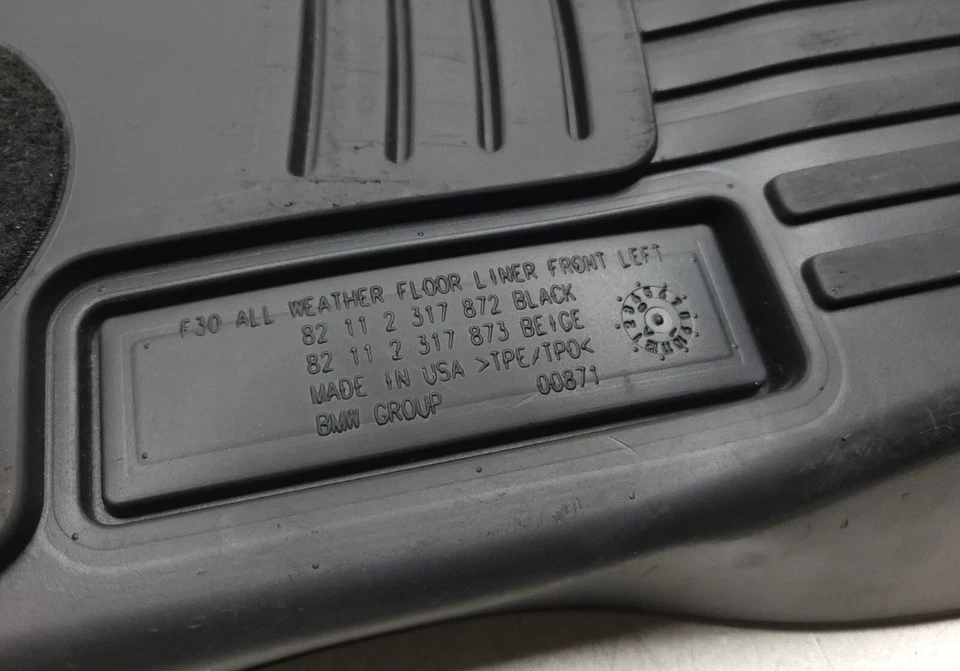 F30 ALL WEATHER FLOOR LINER FRONT LEFT
82 11 2 317 872 BLACK
82 11 2 317 873 BEIGE
MADE IN USA >TPE/TPO<
BMW GROUP 00871